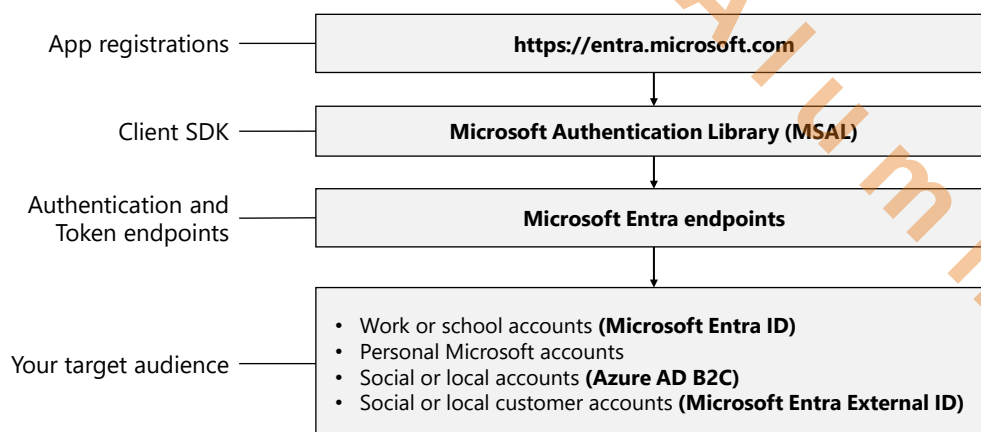 App registrations
https://entra.microsoft.com
Client SDK
Microsoft Authentication Library (MSAL)
Authentication and
Token endpoints
Microsoft Entra endpoints
Your target audience
• Work or school accounts (Microsoft Entra ID)
• Personal Microsoft accounts
• Social or local accounts (Azure AD B2C)
• Social or local customer accounts (Microsoft Entra External ID)
Alum